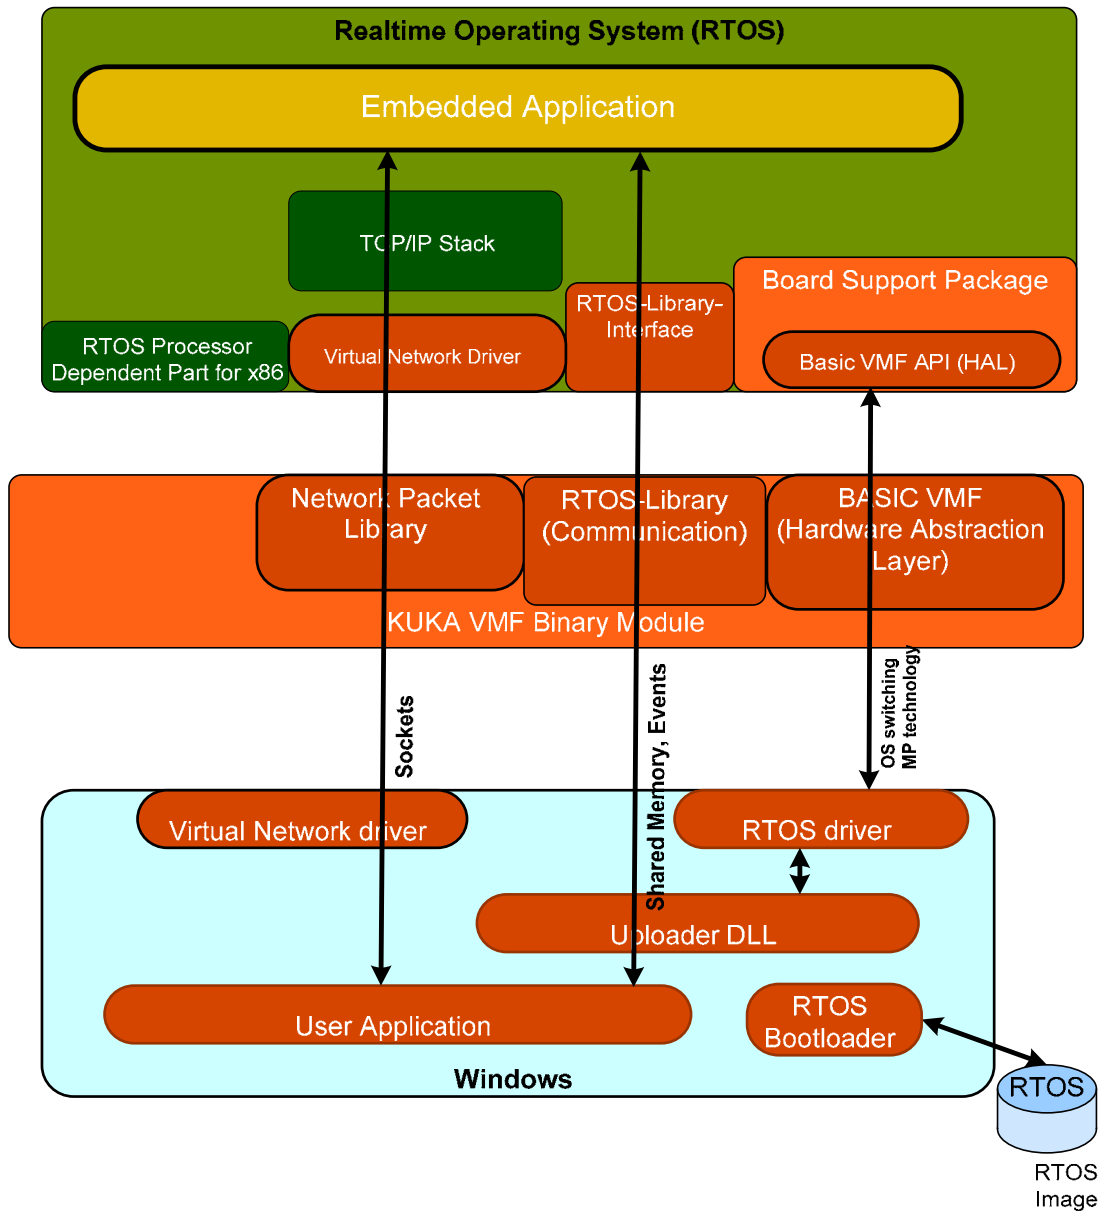 Realtime Operating System (RTOS)
Embedded Application
TCP/IP Stack
Board Support Package
RTOS-Library-
Interface
RTOS Processor
Dependent Part for x86
Virtual Network Driver
Basic VMF API (HAL)
Network Packet
Library
RTOS-Library
(Communication)
BASIC VMF
(Hardware Abstraction
Layer)
KUKA VMF Binary Module
Sockets
Shared Memory, Events
OS switching
MP technology
Virtual Network driver
RTOS driver
Uploader DLL
User Application
RTOS
Bootloader
Windows
RTOS
RTOS
Image